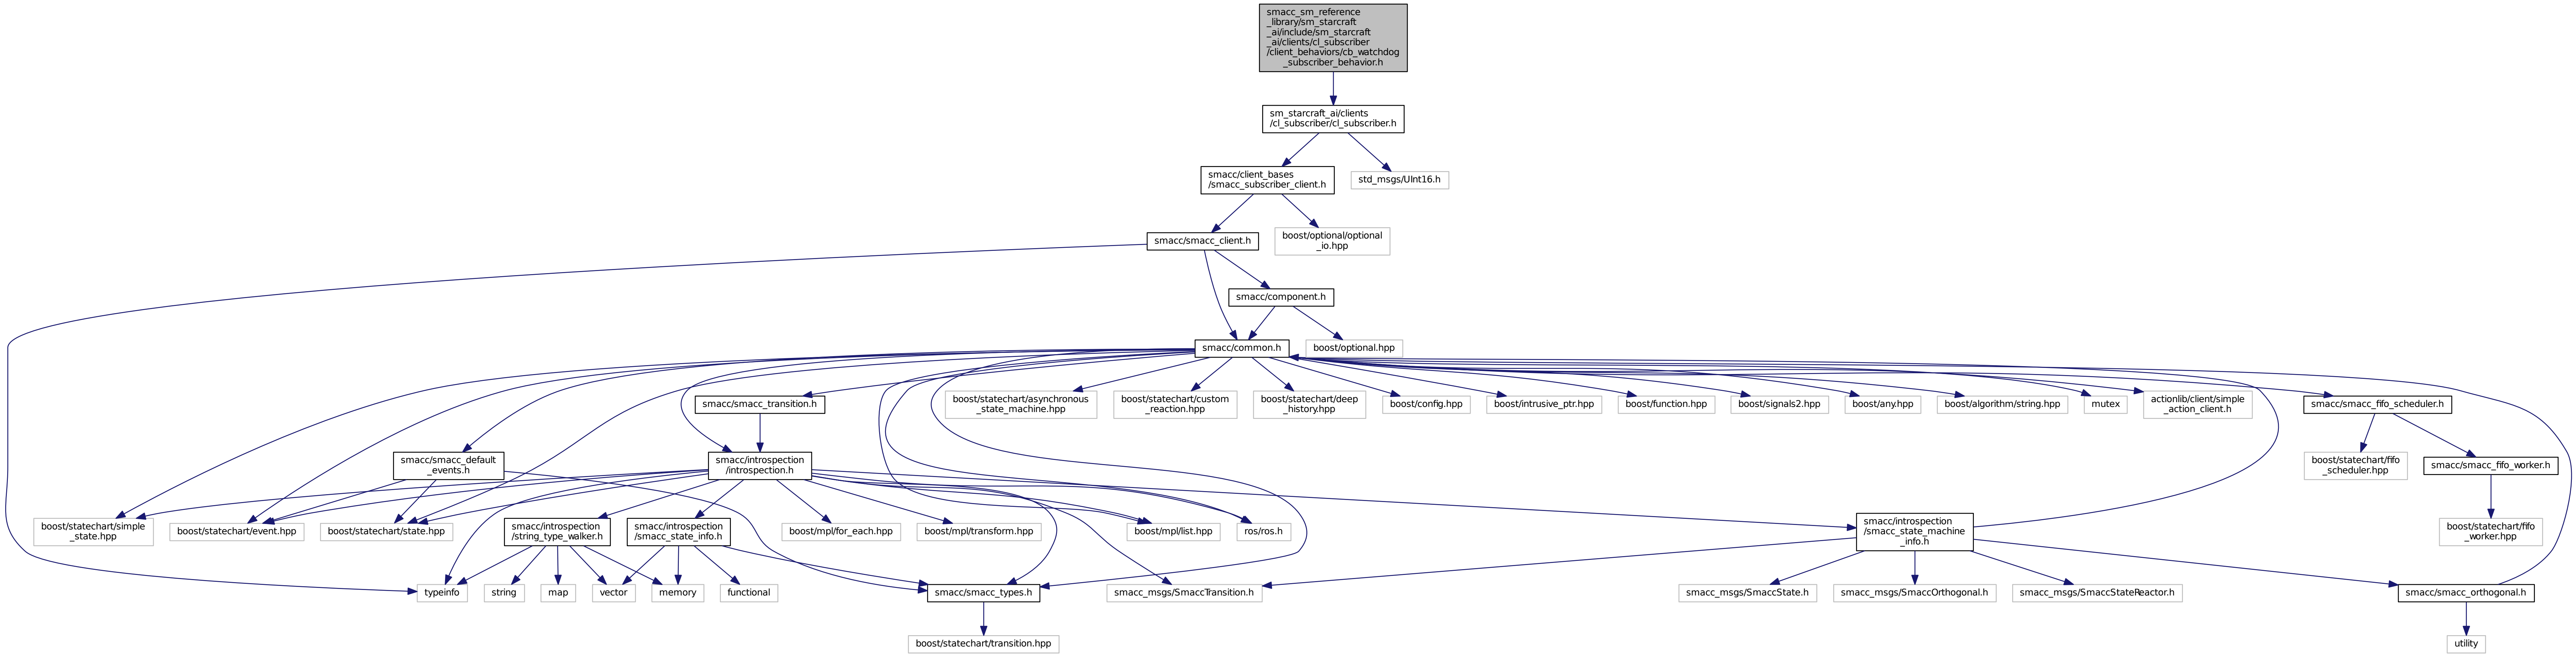 smacc_sm_reference
_library/sm_starcraft
_ai/include/sm_starcraft
_ai/clients/cl_subscriber
/client_behaviors/cb_watchdog
_subscriber_behavior.h
sm_starcraft_ai/clients
/cl_subscriber/cl_subscriber.h
smacc/client_bases
/smacc_subscriber_client.h
std_msgs/UInt16.h
smacc/smacc_client.h
boost/optional/optional
_io.hpp
smacc/component.h
smacc/common.h
boost/optional.hpp
smacc/smacc_transition.h
boost/statechart/asynchronous
_state_machine.hpp
boost/statechart/custom
_reaction.hpp
boost/statechart/deep
_history.hpp
boost/config.hpp
boost/intrusive_ptr.hpp
boost/function.hpp
boost/signals2.hpp
boost/any.hpp
boost/algorithm/string.hpp
mutex
actionlib/client/simple
_action_client.h
smacc/smacc_fifo_scheduler.h
smacc/smacc_default
_events.h
smacc/introspection
/introspection.h
boost/statechart/fifo
_scheduler.hpp
smacc/smacc_fifo_worker.h
boost/statechart/simple
_state.hpp
boost/statechart/event.hpp
boost/statechart/state.hpp
smacc/introspection
/string_type_walker.h
smacc/introspection
/smacc_state_info.h
boost/mpl/for_each.hpp
boost/mpl/transform.hpp
boost/mpl/list.hpp
ros/ros.h
smacc/introspection
/smacc_state_machine
_info.h
boost/statechart/fifo
_worker.hpp
typeinfo
string
map
vector
memory
functional
smacc/smacc_types.h
smacc_msgs/SmaccTransition.h
smacc_msgs/SmaccState.h
smacc_msgs/SmaccOrthogonal.h
smacc_msgs/SmaccStateReactor.h
smacc/smacc_orthogonal.h
boost/statechart/transition.hpp
utility